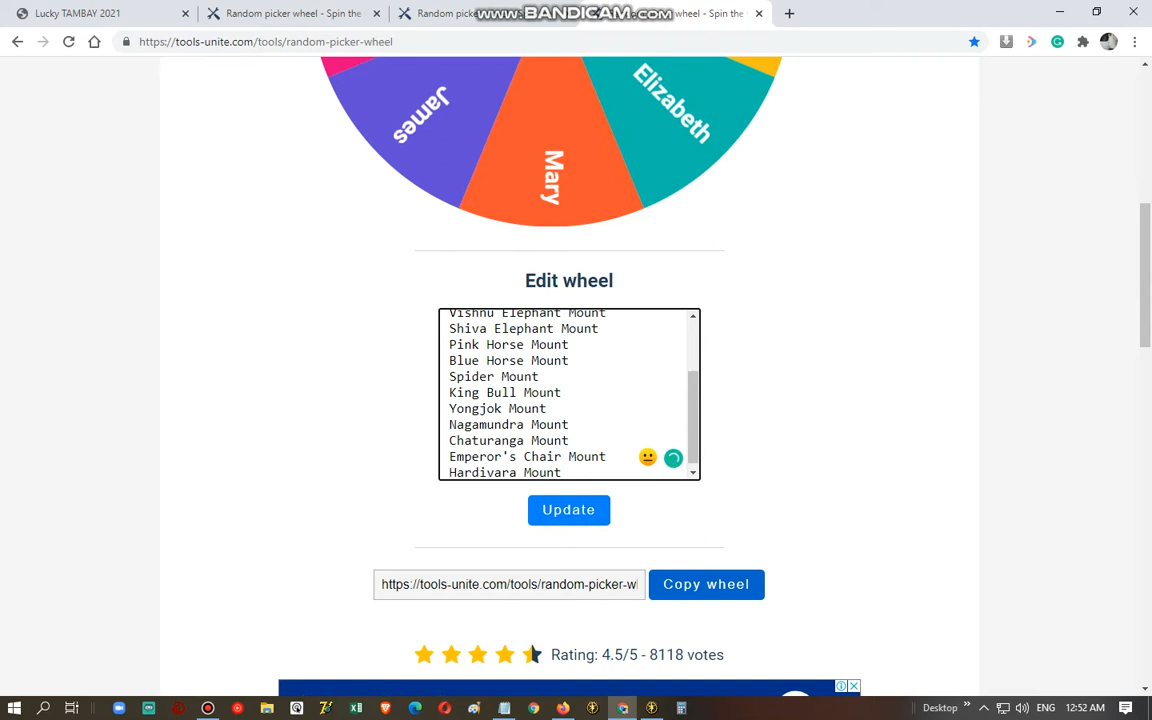 Lucky TAMBAY 2021
Random picker wheel - Spin the
Random pick
wheel - Spin the
www.BANDICAM.com
https://tools-unite.com/tools/random-picker-wheel
James
Mary
Elizabeth
Edit wheel
Vishnu Elephant Mount
Shiva Elephant Mount
Pink Horse Mount
Blue Horse Mount
Spider Mount
King Bull Mount
Yongjok Mount
Nagamundra Mount
Chaturanga Mount
Emperor's Chair Mount
Hardivara Mount
Update
https://tools-unite.com/tools/random-picker-wl
Copy wheel
Rating: 4.5/5 - 8118 votes
Desktop
ENG
12:52 AM